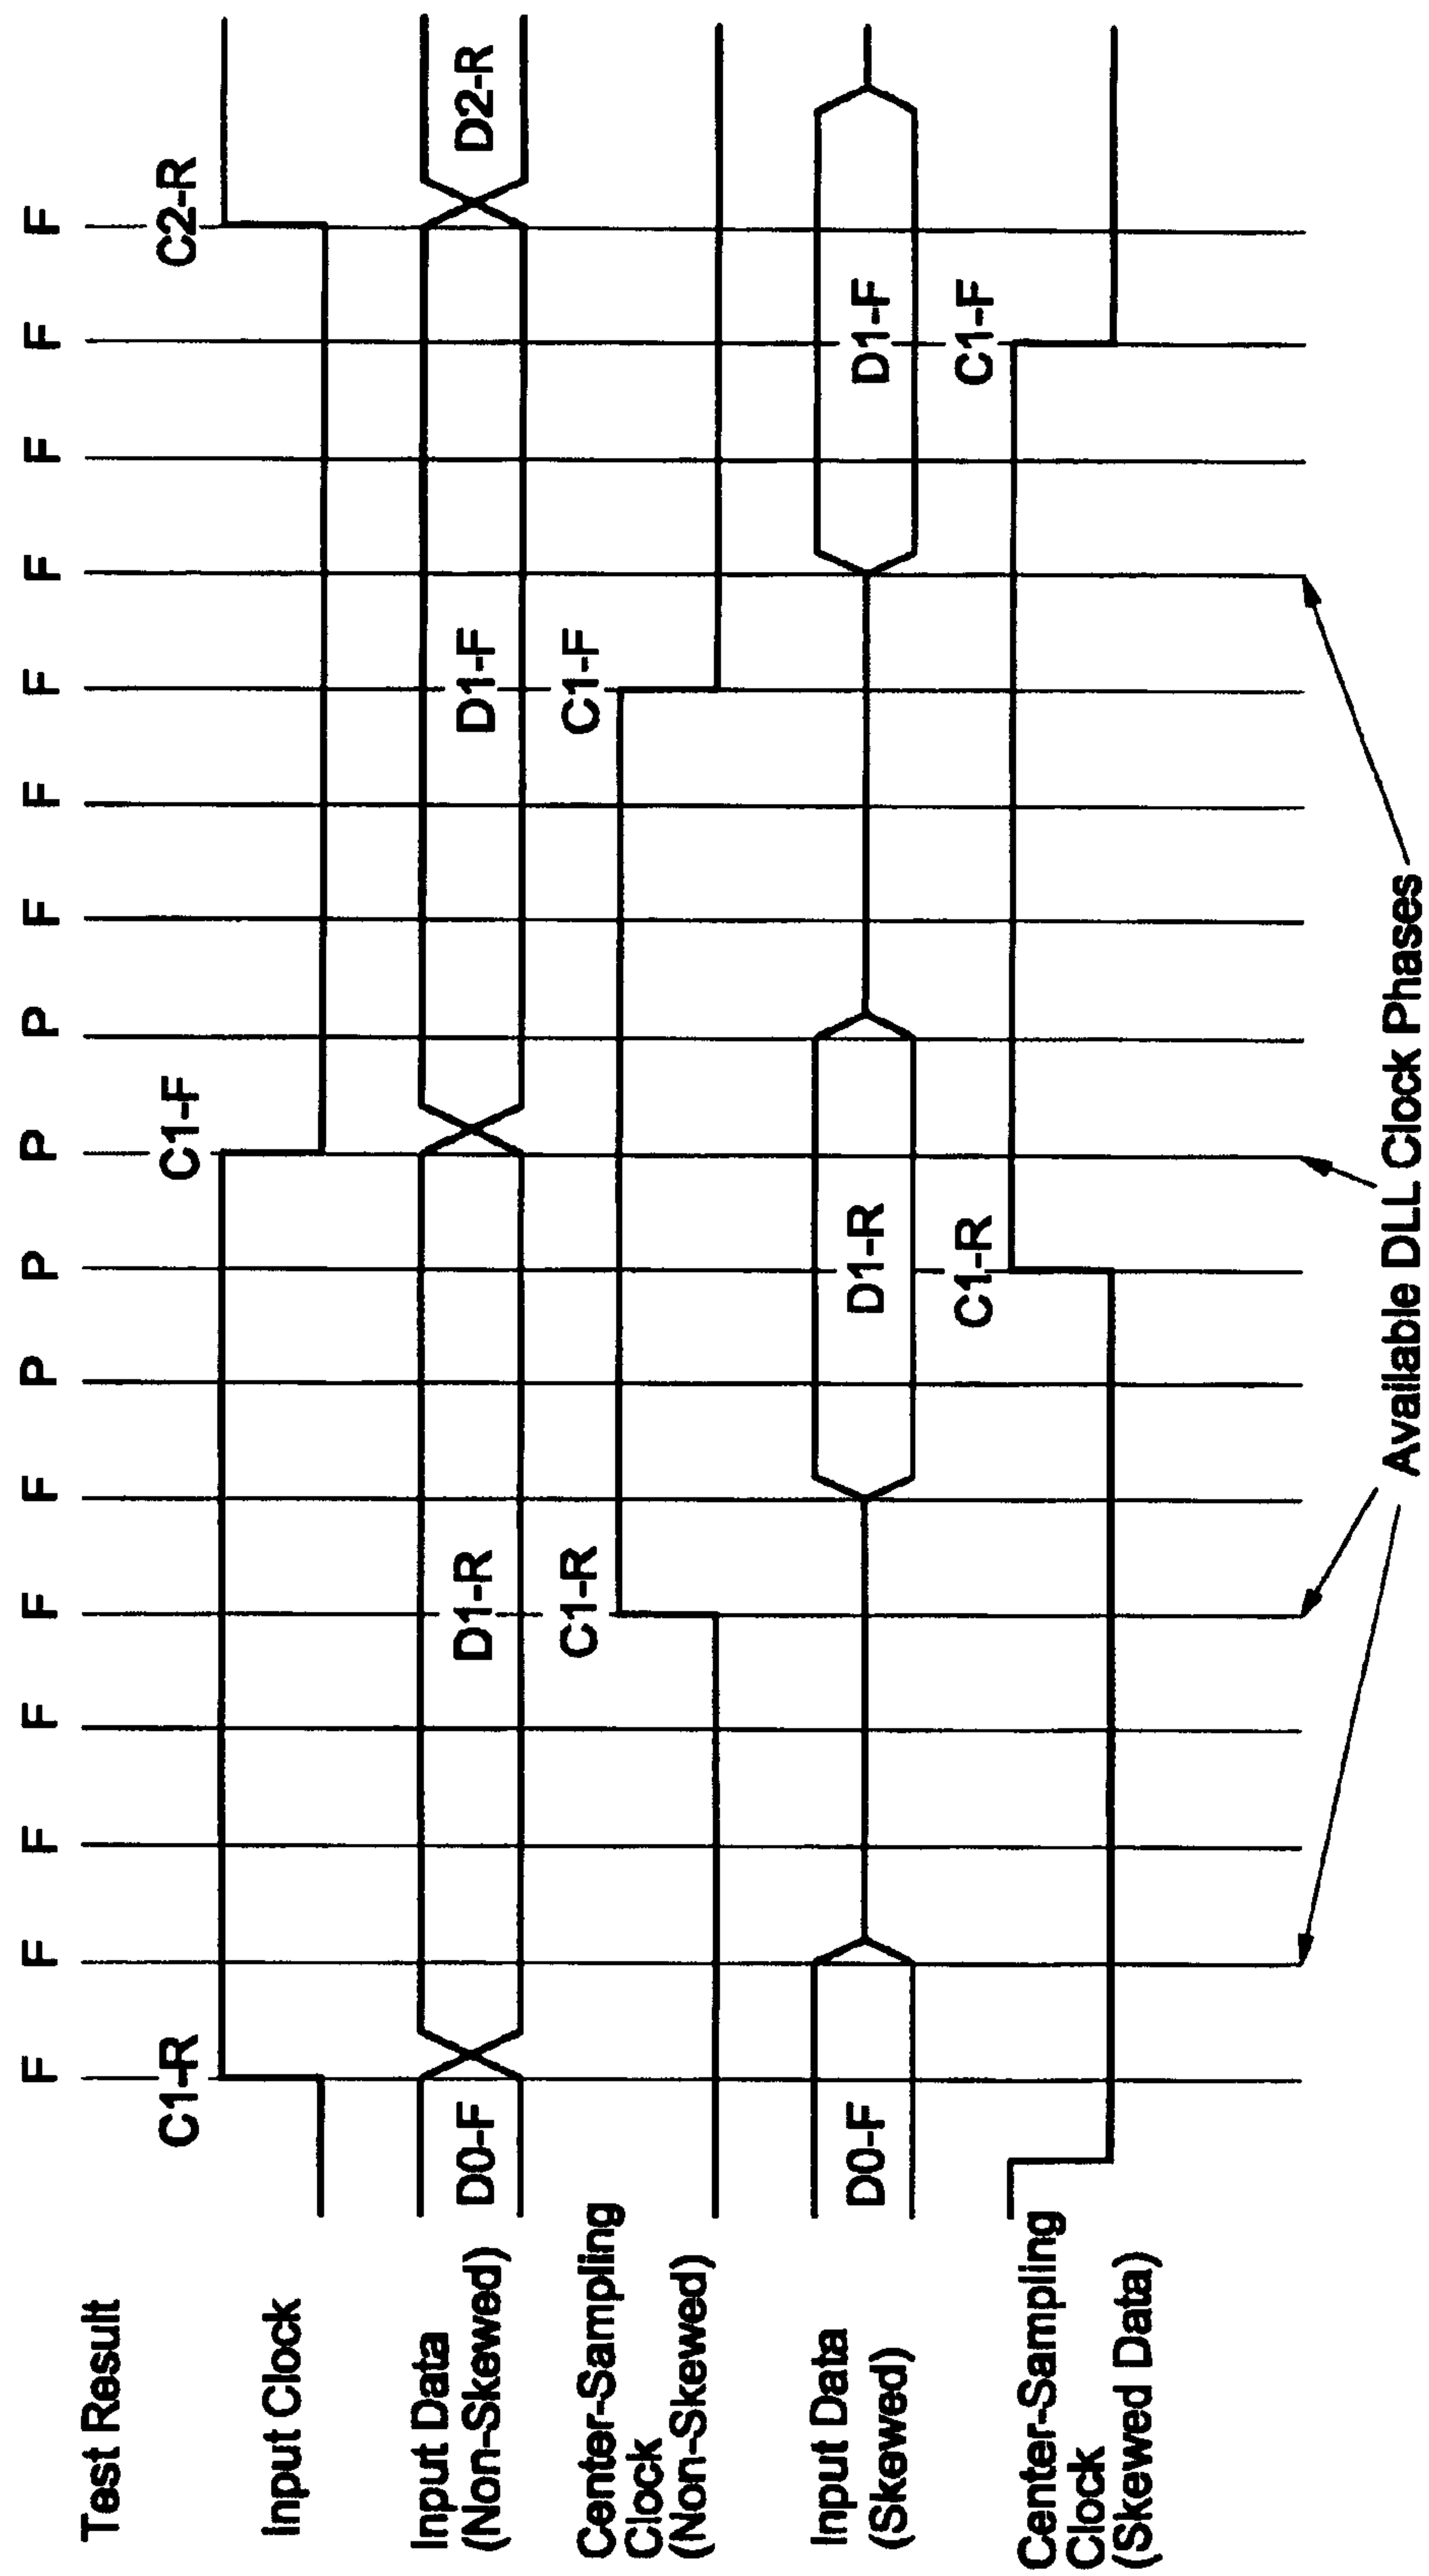 F F F F F F P P P P F F F F F F F
Test Result
C1-R C1-F C2-R
Input Clock
Input Data
(Non-Skewed)
D0-F D1-R D1-F D2-R
Center-Sampling
Clock
(Non-Skewed)
C1-R C1-F
Input Data
(Skewed)
D0-F D1-R D1-F
Center-Sampling
Clock
(Skewed Data)
C1-R C1-F
Available DLL Clock Phases